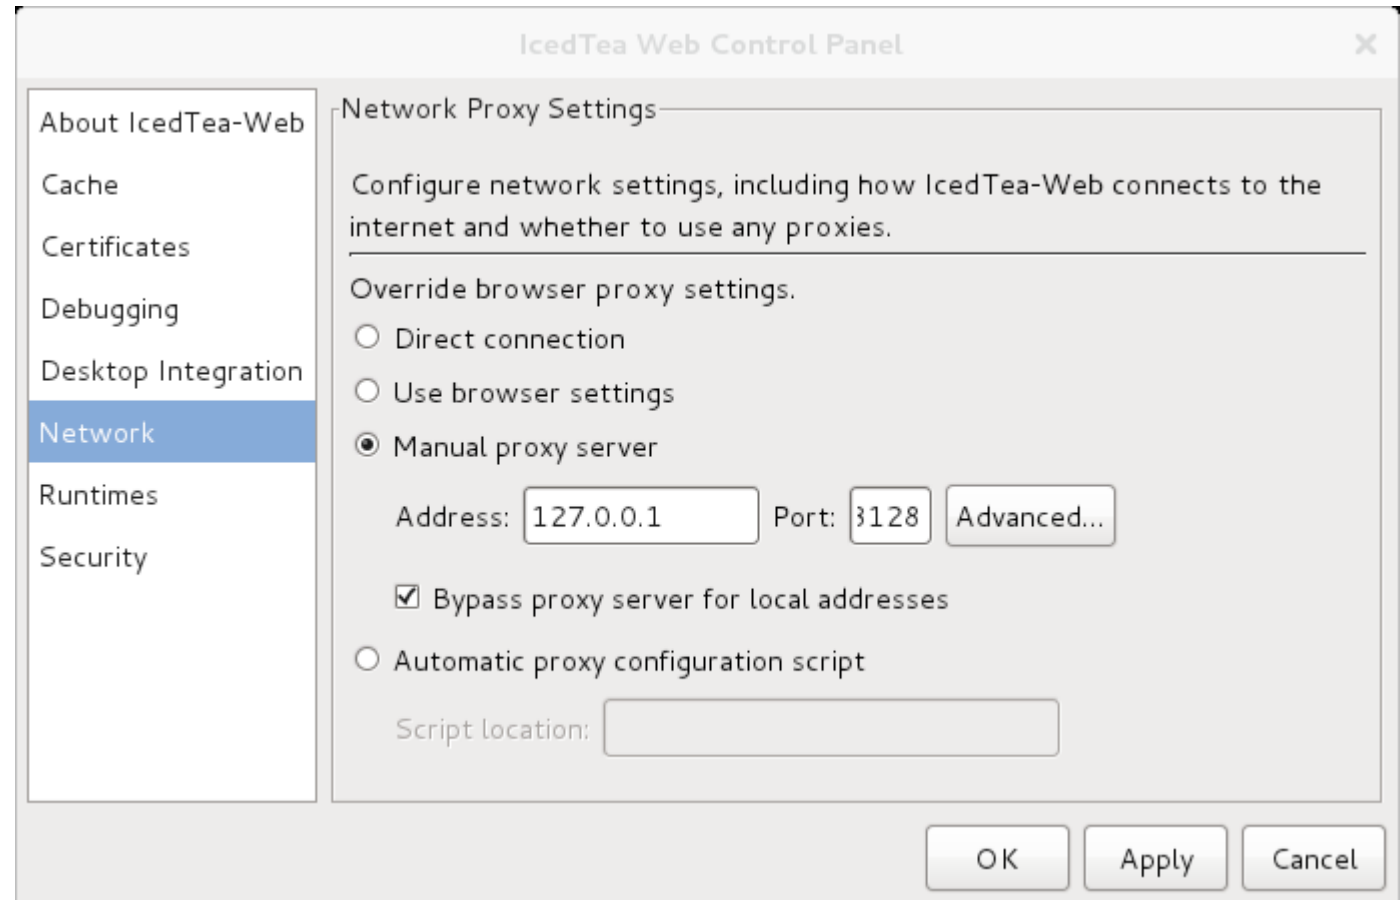 IcedTea Web Control Panel
About IcedTea-Web
Cache
Certificates
Debugging
Desktop Integration
Network
Runtimes
Security
Network Proxy Settings
Configure network settings, including how IcedTea-Web connects to the
internet and whether to use any proxies.
Override browser proxy settings.
Direct connection
Use browser settings
Manual proxy server
Address: 127.0.0.1 Port: 3128 Advanced...
Bypass proxy server for local addresses
Automatic proxy configuration script
Script location:
OK Apply Cancel